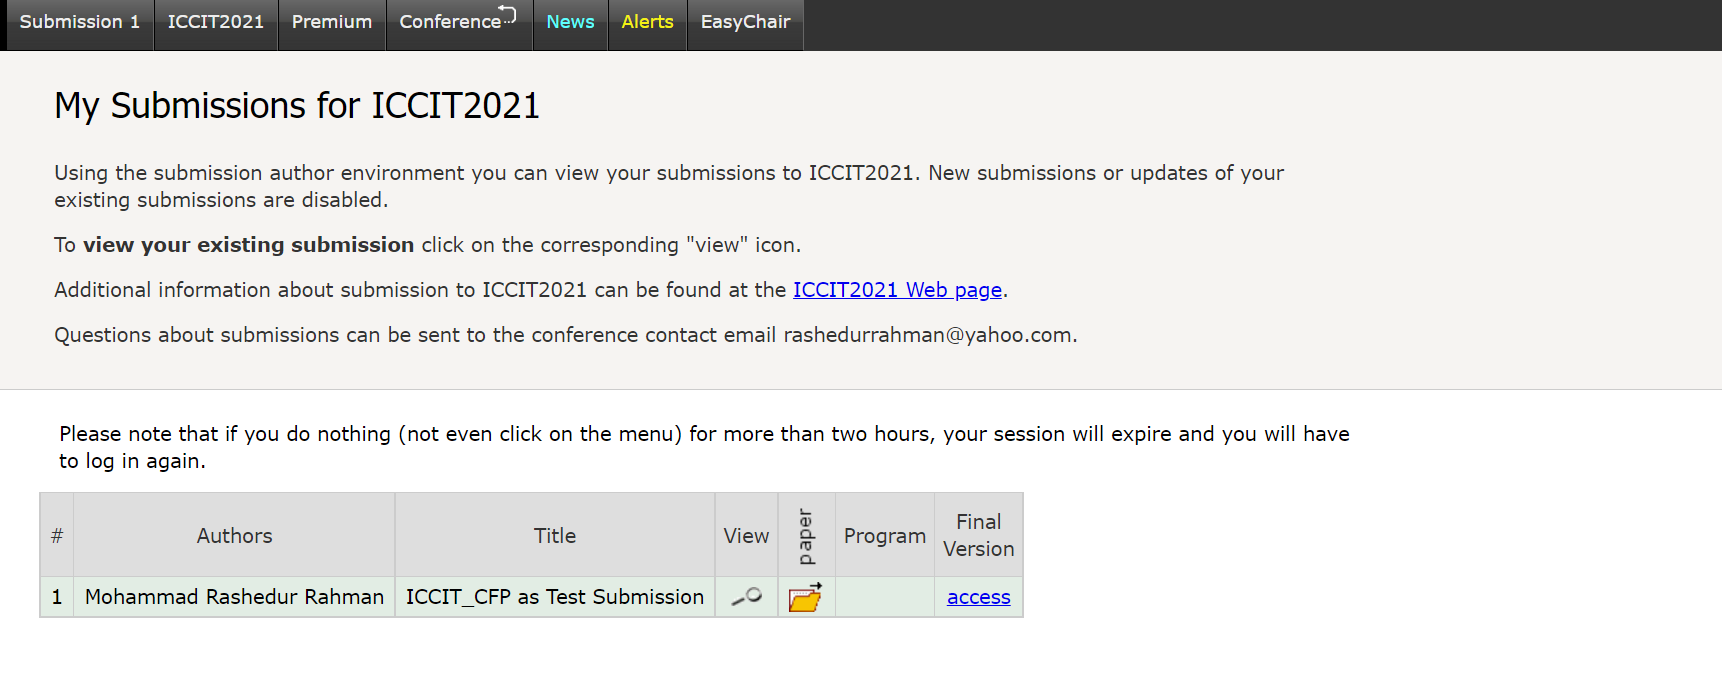 Submission 1 ICCIT2021 Premium Conference News Alerts EasyChair
My Submissions for ICCIT2021
Using the submission author environment you can view your submissions to ICCIT2021. New submissions or updates of your
existing submissions are disabled.
To view your existing submission click on the corresponding "view" icon.
Additional information about submission to ICCIT2021 can be found at the ICCIT2021 Web page.
Questions about submissions can be sent to the conference contact email rashedurrahman@yahoo.com.
Please note that if you do nothing (not even click on the menu) for more than two hours, your session will expire and you will have
to log in again.
# Authors Title View paper Program Final Version
1 Mohammad Rashedur Rahman ICCIT_CFP as Test Submission access